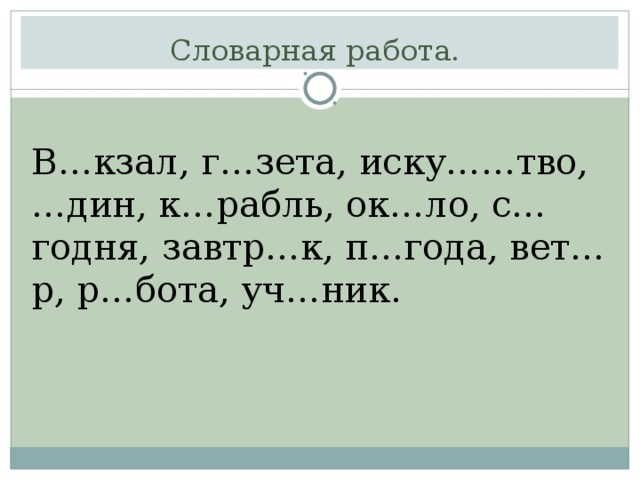 Словарная работа.
В…кзал, г…зета, иску……тво,
…дин, к…рабль, ок…ло, с…
годня, завтр…к, п…года, вет…
р, р…бота, уч…ник.